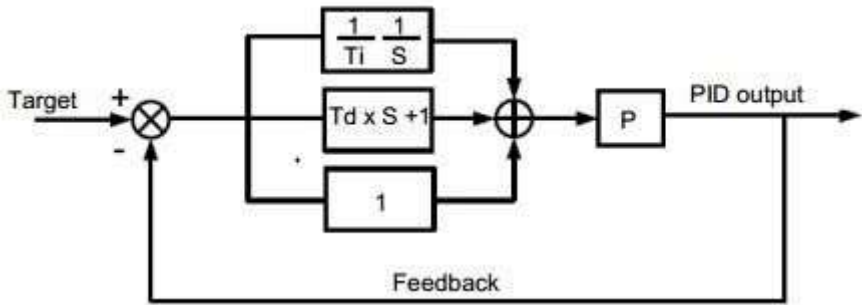 1 1
Ti S
Target + PID output
Td x S +1 P
-
1
Feedback